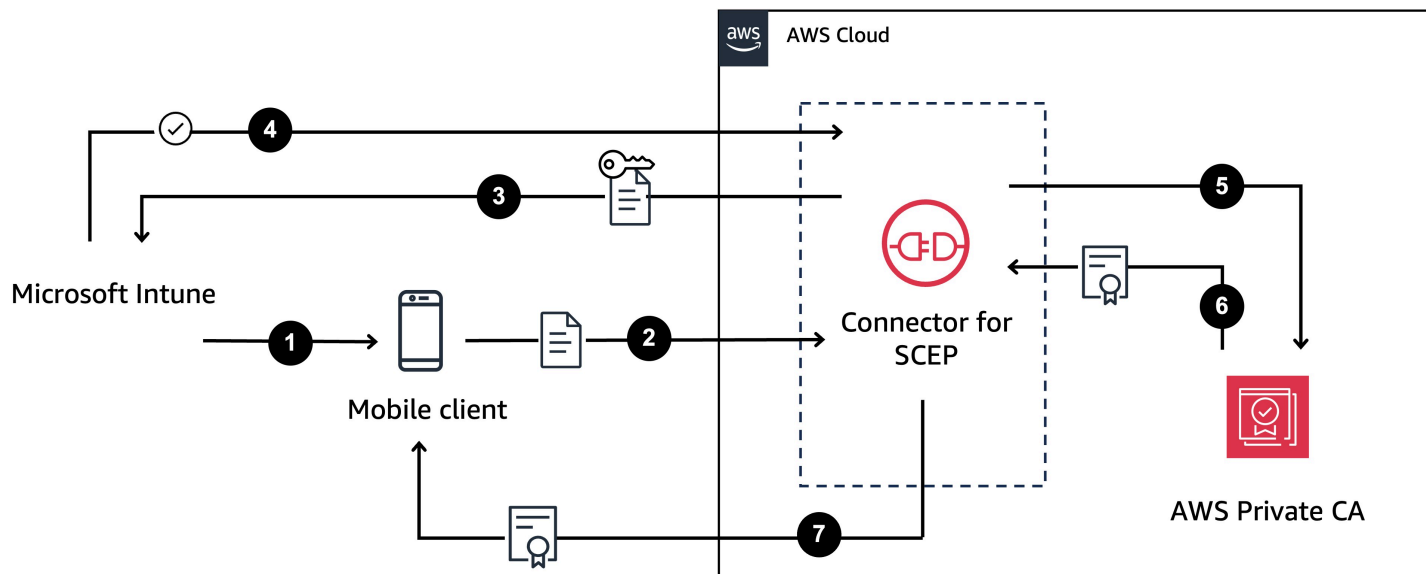 aws
AWS Cloud
4
3
5
Microsoft Intune
6
1
2
Connector for
SCEP
Mobile client
AWS Private CA
7